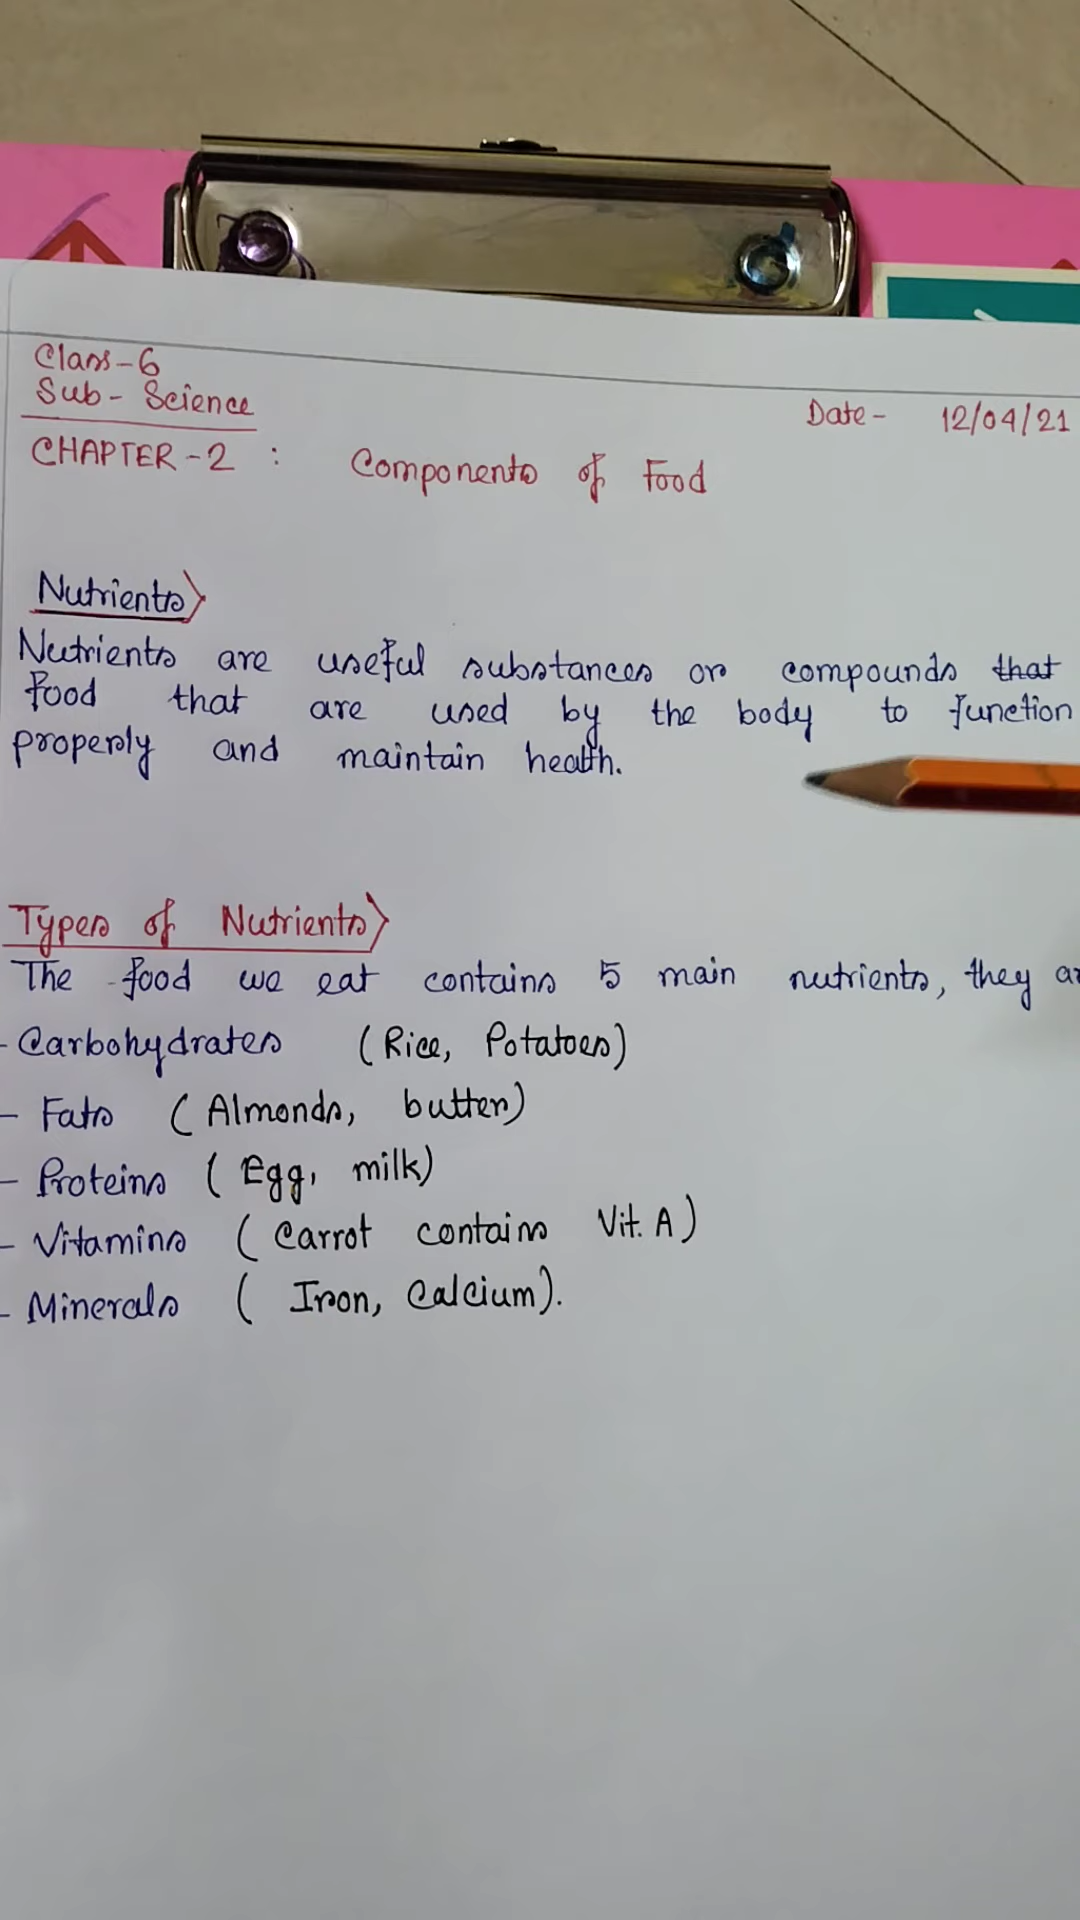 Class-6
Sub- Science
Date- 12/04/21
CHAPTER-2 : Components of Food
Nutrients
Nutrients are useful substances or compounds that
food that are used by the body to function
properly and maintain health.
Types of Nutrients
The food we eat contains 5 main nutrients, they
- Carbohydrates (Rice, Potatoes)
- Fats (Almonds, butter)
- Proteins (Egg, milk)
- Vitamins (Carrot contains Vit. A)
- Minerals (Iron, Calcium).